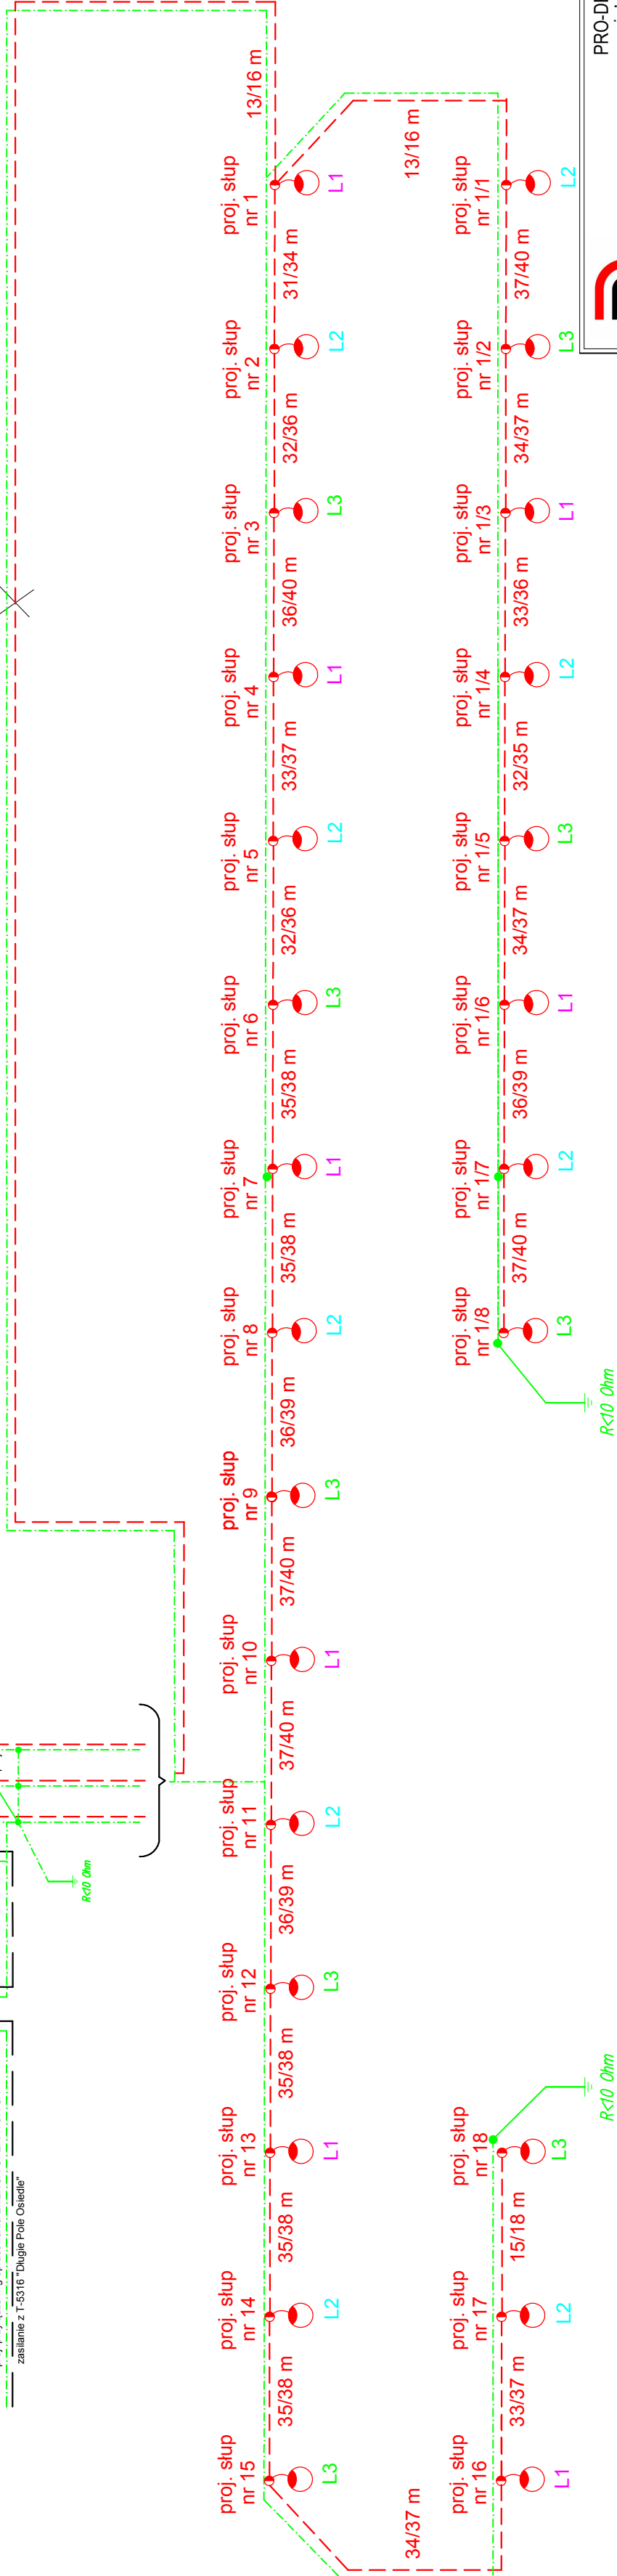 13/16 m
proj. słup
nr 1
L1
31/34 m
proj. słup
nr 2
L2
32/36 m
proj. słup
nr 3
L3
36/40 m
proj. słup
nr 4
L1
33/37 m
proj. słup
nr 5
L2
32/36 m
proj. słup
nr 6
L3
35/38 m
proj. słup
nr 7
L1
35/38 m
proj. słup
nr 8
L2
36/39 m
proj. słup
nr 9
L3
37/40 m
proj. słup
nr 10
L1
37/40 m
proj. słup
nr 11
L2
36/39 m
proj. słup
nr 12
L3
35/38 m
proj. słup
nr 13
L1
35/38 m
proj. słup
nr 14
L2
35/38 m
proj. słup
nr 15
L3
34/37 m
proj. słup
nr 16
L1
33/37 m
proj. słup
nr 17
L2
15/18 m
proj. słup
nr 18
L3
R<10 Ohm
13/16 m
proj. słup
nr 1/1
L2
37/40 m
proj. słup
nr 1/2
L3
34/37 m
proj. słup
nr 1/3
L1
33/36 m
proj. słup
nr 1/4
L2
32/35 m
proj. słup
nr 1/5
L3
34/37 m
proj. słup
nr 1/6
L1
36/39 m
proj. słup
nr 1/7
L2
37/40 m
proj. słup
nr 1/8
L3
R<10 Ohm
R<10 Ohm
zasilanie z T-5316 "Długie Pole Osiedle"